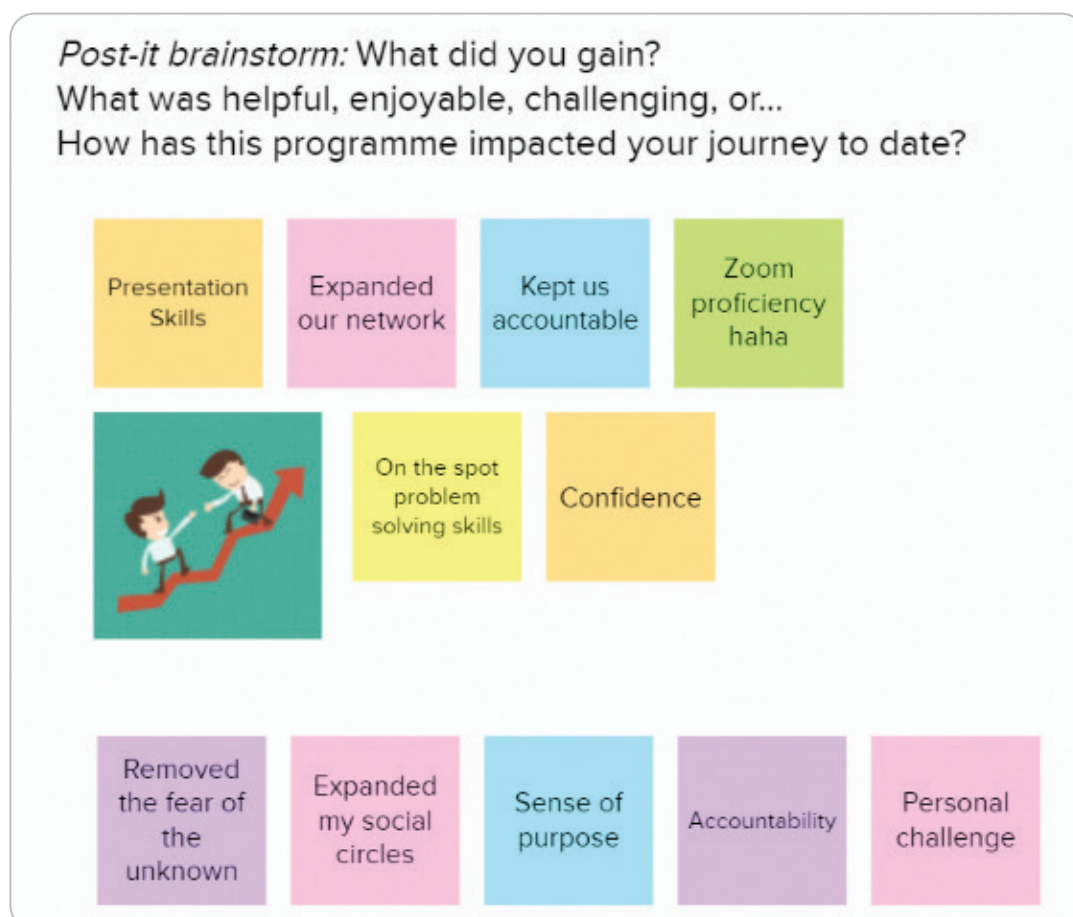 Post-it brainstorm: What did you gain?
What was helpful, enjoyable, challenging, or...
How has this programme impacted your journey to date?
Presentation
Skills
Expanded
our network
Kept us
accountable
Zoom
proficiency
haha
On the spot
problem
solving skills
Confidence
Removed
the fear of
the
unknown
Expanded
my social
circles
Sense of
purpose
Accountability
Personal
challenge